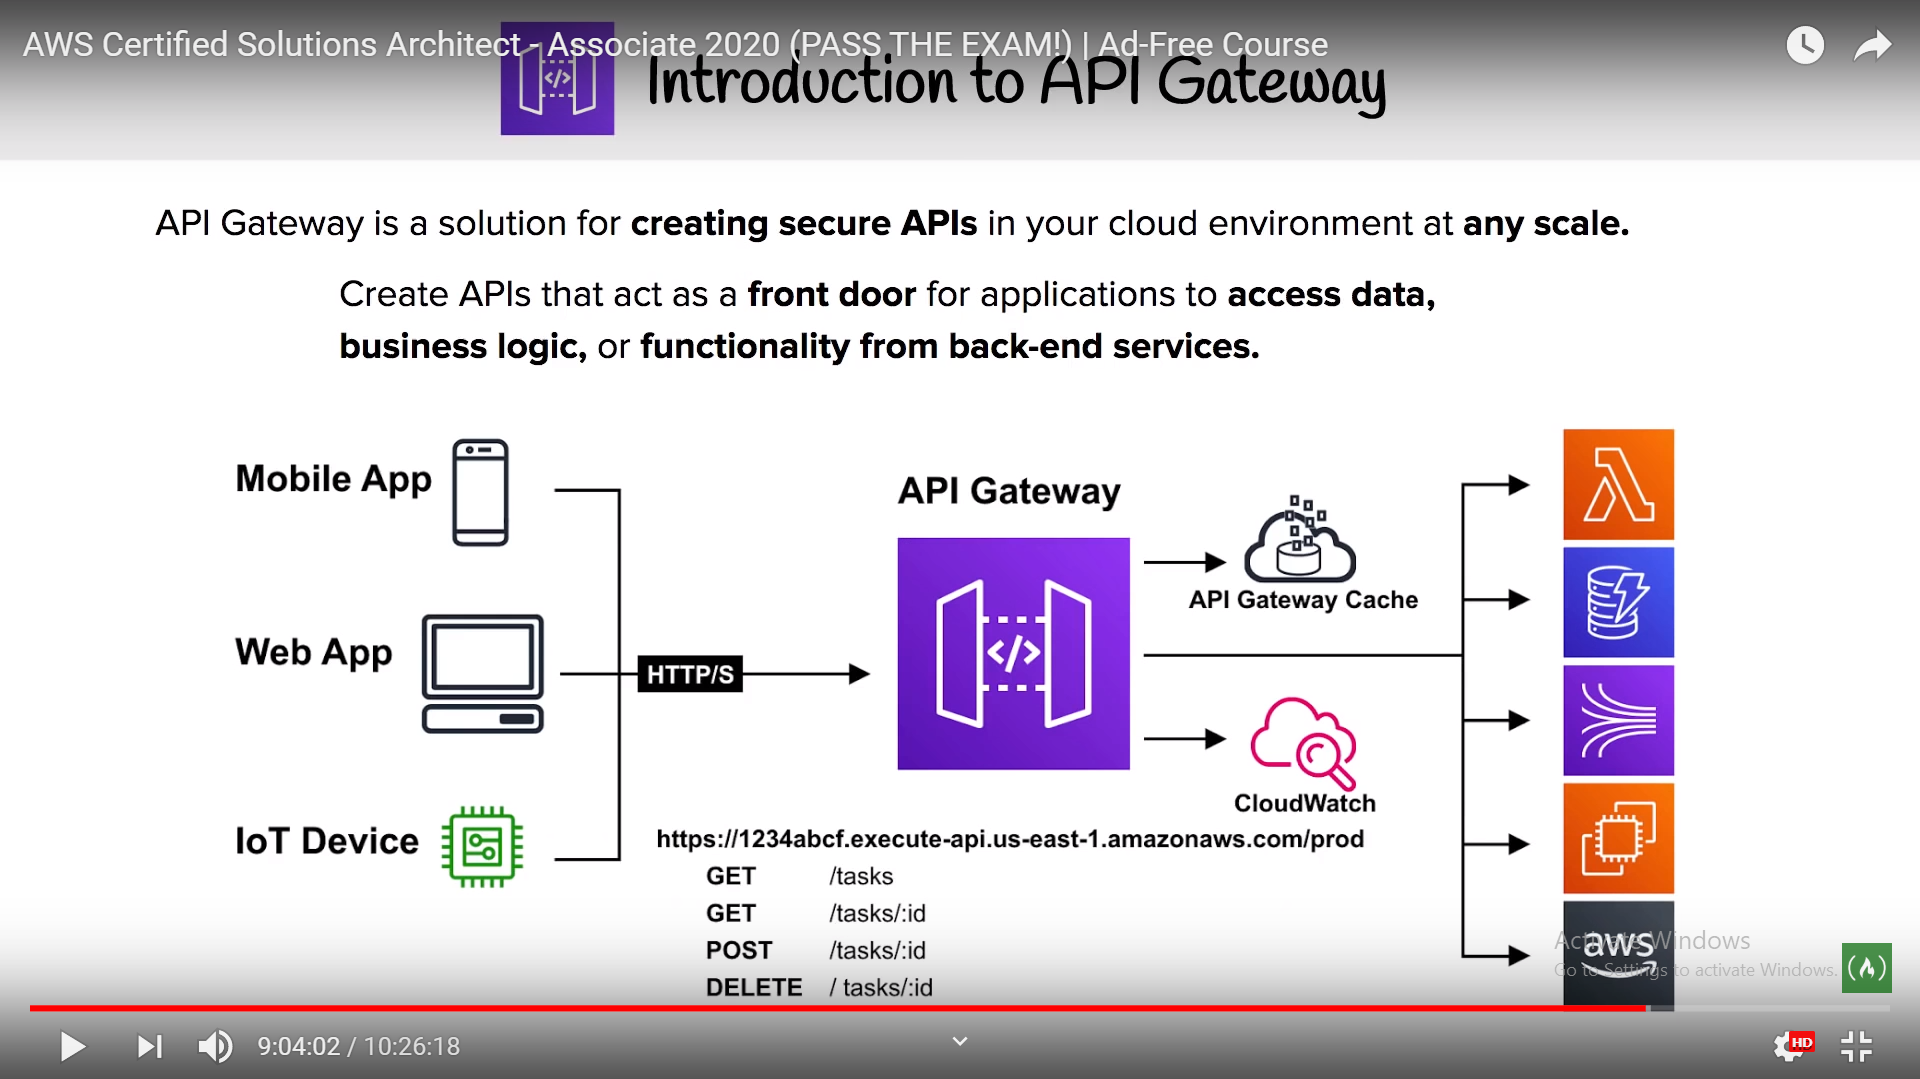 AWS Certified Solutions Architect - Associate 2020 (PASS THE EXAM!) | Ad-Free Course
Introduction to API Gateway
API Gateway is a solution for creating secure APIs in your cloud environment at any scale.
Create APIs that act as a front door for applications to access data,
business logic, or functionality from back-end services.
Mobile App
Web App
IoT Device
HTTP/S
API Gateway
API Gateway Cache
CloudWatch
https://1234abcf.execute-api.us-east-1.amazonaws.com/prod
GET /tasks
GET /tasks/:id
POST /tasks/:id
DELETE / tasks/:id
aws
Activate Windows
Go to Settings to activate Windows.
9:04:02 / 10:26:18
HD